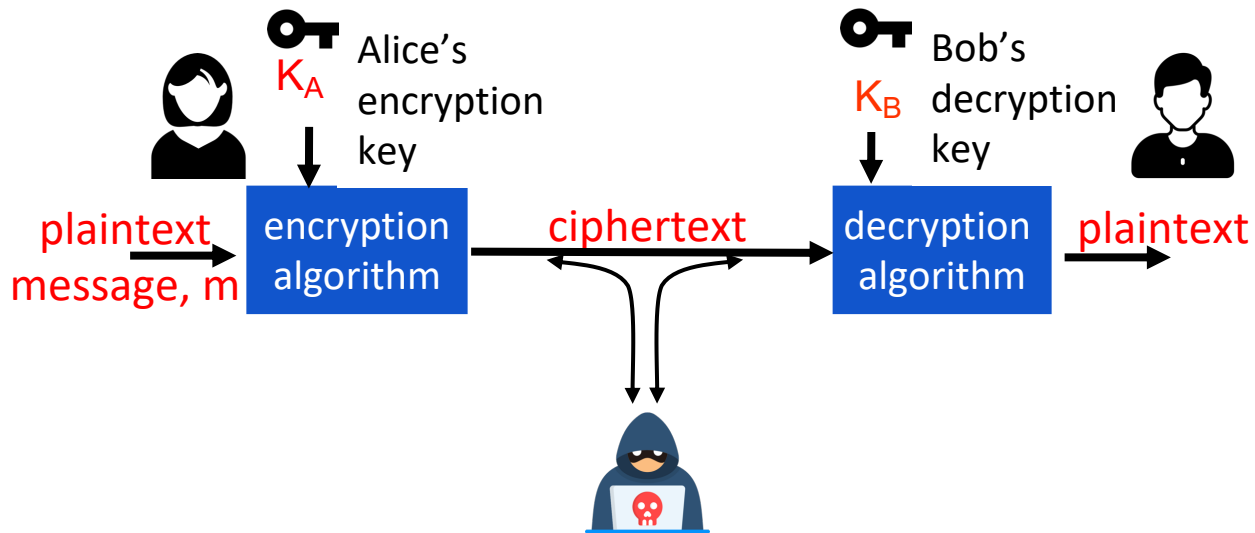 K_A
Alice’s
encryption
key
K_B
Bob’s
decryption
key
plaintext
message, m
encryption
algorithm
ciphertext
decryption
algorithm
plaintext